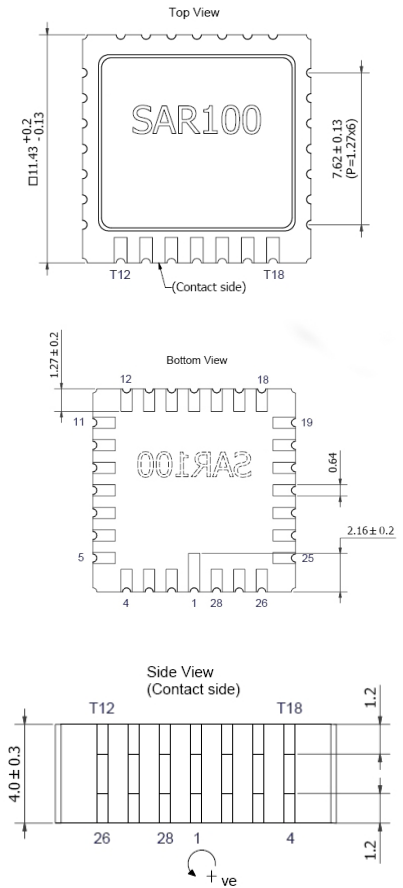 Top View
SAR100
□11.43 +0.2 -0.13
7.62±0.13
(P=1.27x6)
T12
T18
(Contact side)
Bottom View
1.27±0.2
12
18
11
19
SAR100
0.64
2.16±0.2
5
25
4
1
28
26
Side View
(Contact side)
T12
T18
1.2
4.0±0.3
26
28
1
4
1.2
+ ve